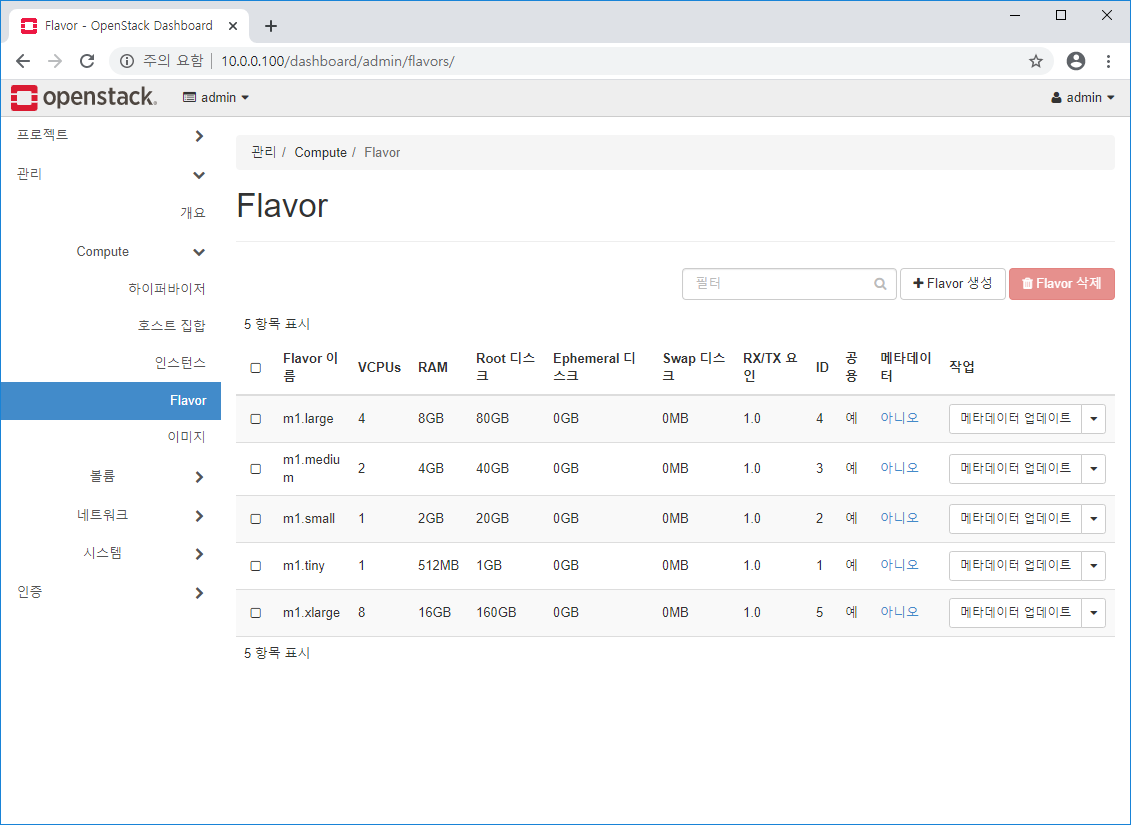 Flavor - OpenStack Dashboard
주의 요함 | 10.0.0.100/dashboard/admin/flavors/
openstack. admin admin
프로젝트
관리
개요
Compute
하이퍼바이저
호스트 집합
인스턴스
Flavor
이미지
볼륨
네트워크
시스템
인증
관리 / Compute / Flavor
Flavor
필터 Flavor 생성 Flavor 삭제
5 항목 표시
Flavor 이름 VCPUs RAM Root 디스크 Ephemeral 디스크 Swap 디스크 RX/TX 요인 ID 공용 메타데이터 작업
m1.large 4 8GB 80GB 0GB 0MB 1.0 4 예 아니오 메타데이터 업데이트
m1.medium 2 4GB 40GB 0GB 0MB 1.0 3 예 아니오 메타데이터 업데이트
m1.small 1 2GB 20GB 0GB 0MB 1.0 2 예 아니오 메타데이터 업데이트
m1.tiny 1 512MB 1GB 0GB 0MB 1.0 1 예 아니오 메타데이터 업데이트
m1.xlarge 8 16GB 160GB 0GB 0MB 1.0 5 예 아니오 메타데이터 업데이트
5 항목 표시